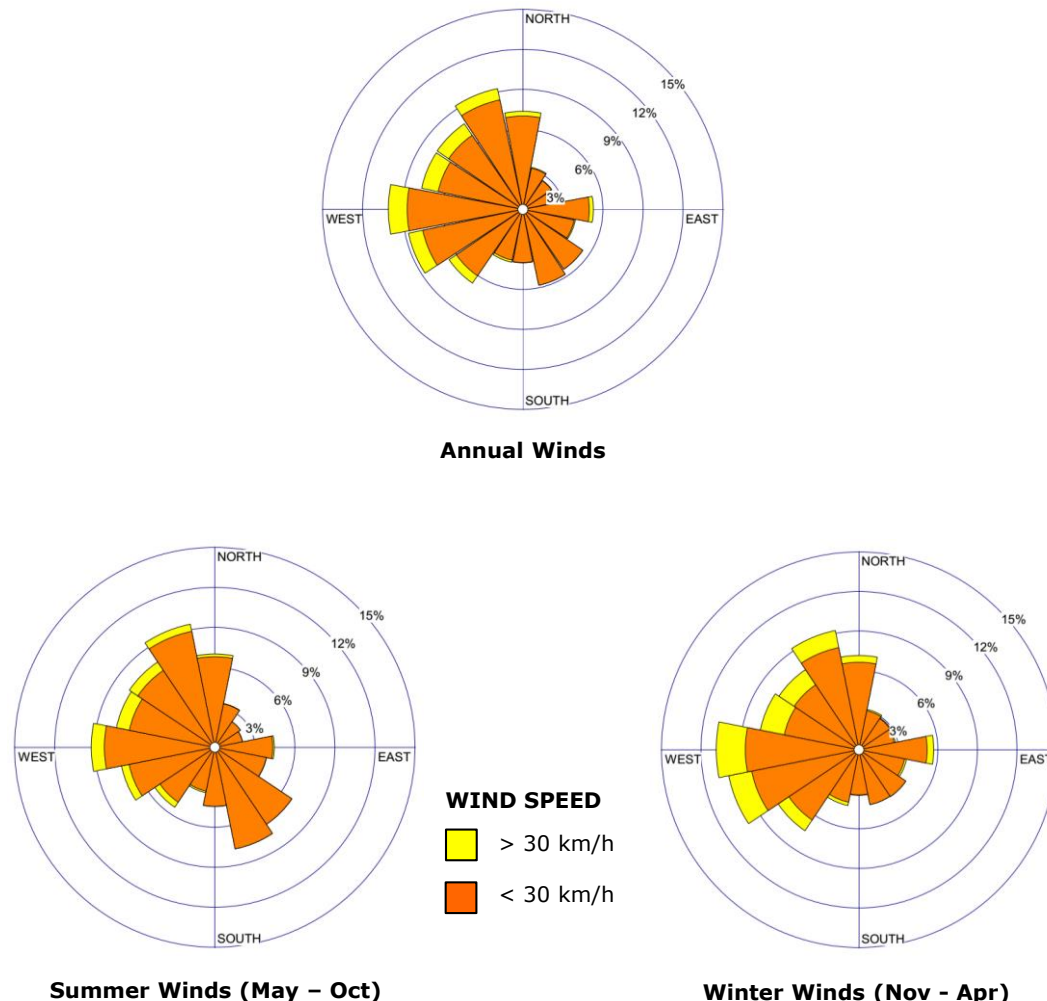 NORTH
15%
12%
9%
6%
3%
WEST
EAST
SOUTH
Annual Winds
NORTH
15%
12%
9%
6%
3%
WEST
EAST
SOUTH
Summer Winds (May – Oct)
WIND SPEED
> 30 km/h
< 30 km/h
NORTH
15%
12%
9%
6%
3%
WEST
EAST
SOUTH
Winter Winds (Nov - Apr)